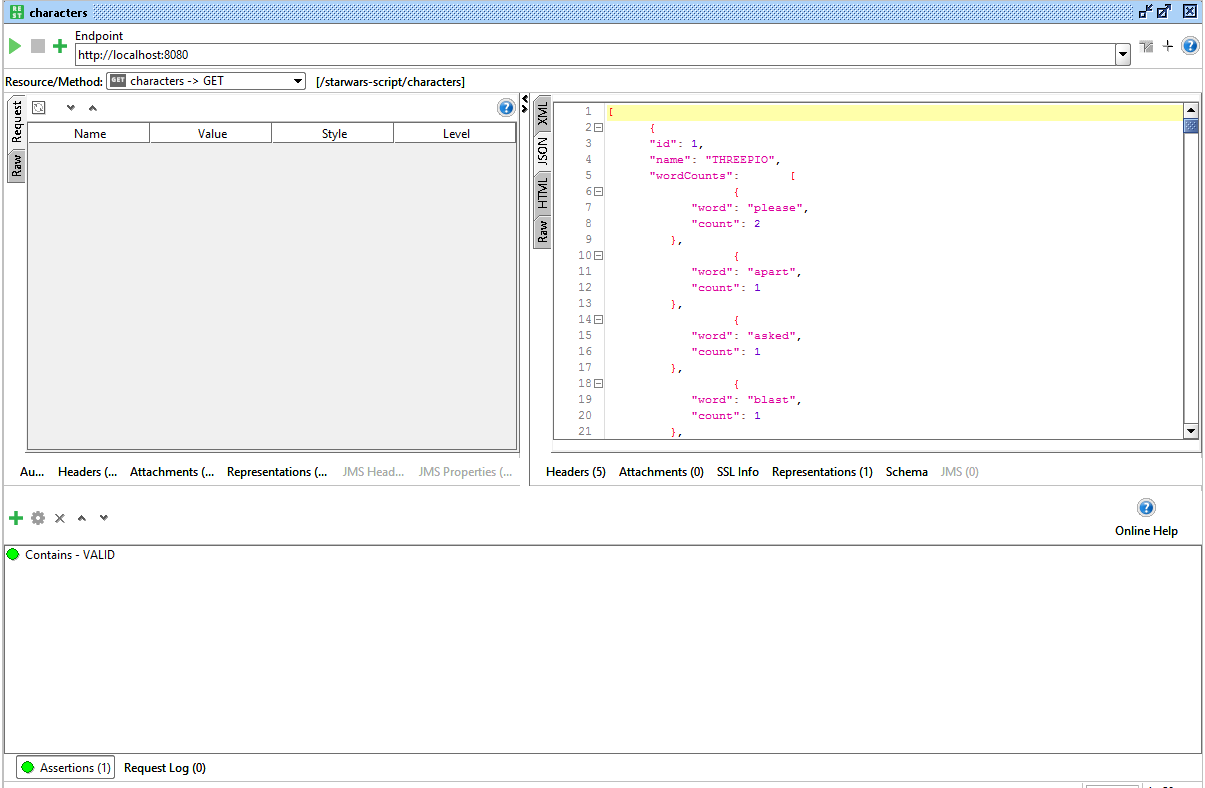 REST characters
Endpoint
http://localhost:8080
Resource/Method: GET characters -> GET [/starwars-script/characters]
Request
Raw
Name Value Style Level
Au... Headers (... Attachments (... Representations (... JMS Head... JMS Properties (...
XML
JSON
HTML
Raw
1 [
2 {
3 "id": 1,
4 "name": "THREEPIO",
5 "wordCounts": [
6 {
7 "word": "please",
8 "count": 2
9 },
10 {
11 "word": "apart",
12 "count": 1
13 },
14 {
15 "word": "asked",
16 "count": 1
17 },
18 {
19 "word": "blast",
20 "count": 1
21 },
Headers (5) Attachments (0) SSL Info Representations (1) Schema JMS (0)
Online Help
Contains - VALID
Assertions (1) Request Log (0)